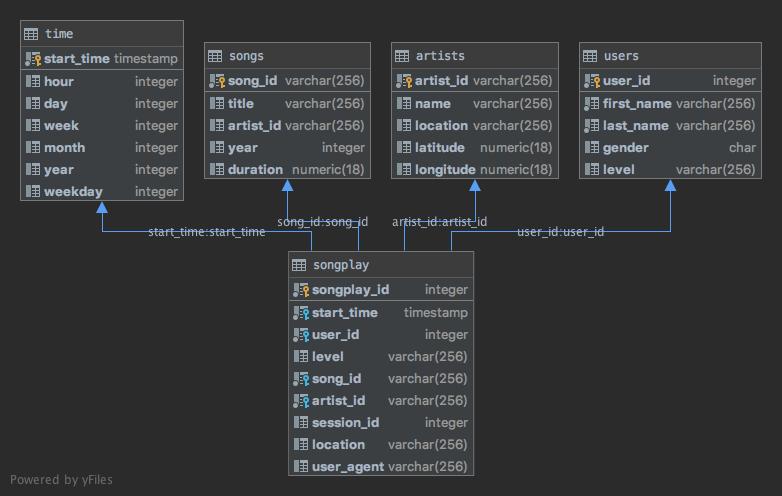 time
start_time timestamp
hour integer
day integer
week integer
month integer
year integer
weekday integer
songs
song_id varchar(256)
title varchar(256)
artist_id varchar(256)
year integer
duration numeric(18)
artists
artist_id varchar(256)
name varchar(256)
location varchar(256)
latitude numeric(18)
longitude numeric(18)
users
user_id integer
first_name varchar(256)
last_name varchar(256)
gender char
level varchar(256)
start_time:start_time
song_id:song_id
artist_id:artist_id
user_id:user_id
songplay
songplay_id integer
start_time timestamp
user_id integer
level varchar(256)
song_id varchar(256)
artist_id varchar(256)
session_id integer
location varchar(256)
user_agent varchar(256)
Powered by yFiles